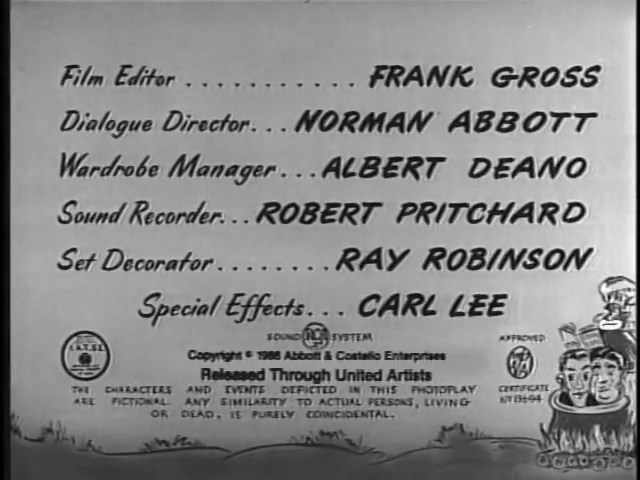 Film Editor ........... FRANK GROSS
Dialogue Director... NORMAN ABBOTT
Wardrobe Manager... ALBERT DEANO
Sound Recorder... ROBERT PRITCHARD
Set Decorator........ RAY ROBINSON
Special Effects... CARL LEE
SOUND RCA SYSTEM
I.A.T.S.E.
Copyright © 1986 Abbott & Costello Enterprises
Released Through United Artists
THE CHARACTERS AND EVENTS DEPICTED IN THIS PHOTOPLAY
ARE FICTIONAL. ANY SIMILARITY TO ACTUAL PERSONS, LIVING
OR DEAD, IS PURELY COINCIDENTAL.
APPROVED
CERTIFICATE